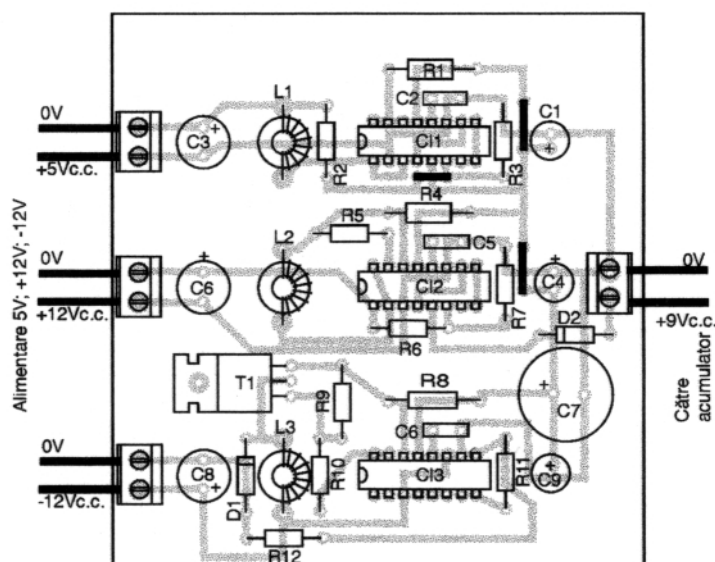 R1
L1
C2
C1
0V
+
C3
CI1
+
+5Vc.c.
R2
R3
R4
R5
L2
C5
0V
+
+
0V
C6
CI2
C4
+12Vc.c.
R7
+9Vc.c.
R6
D2
Alimentare 5V; +12V; -12V
Către
acumulator
T1
R9
R8
+
C7
C6
L3
0V
C8
R10
CI3
R11
+
C9
+
-12Vc.c.
D1
R12